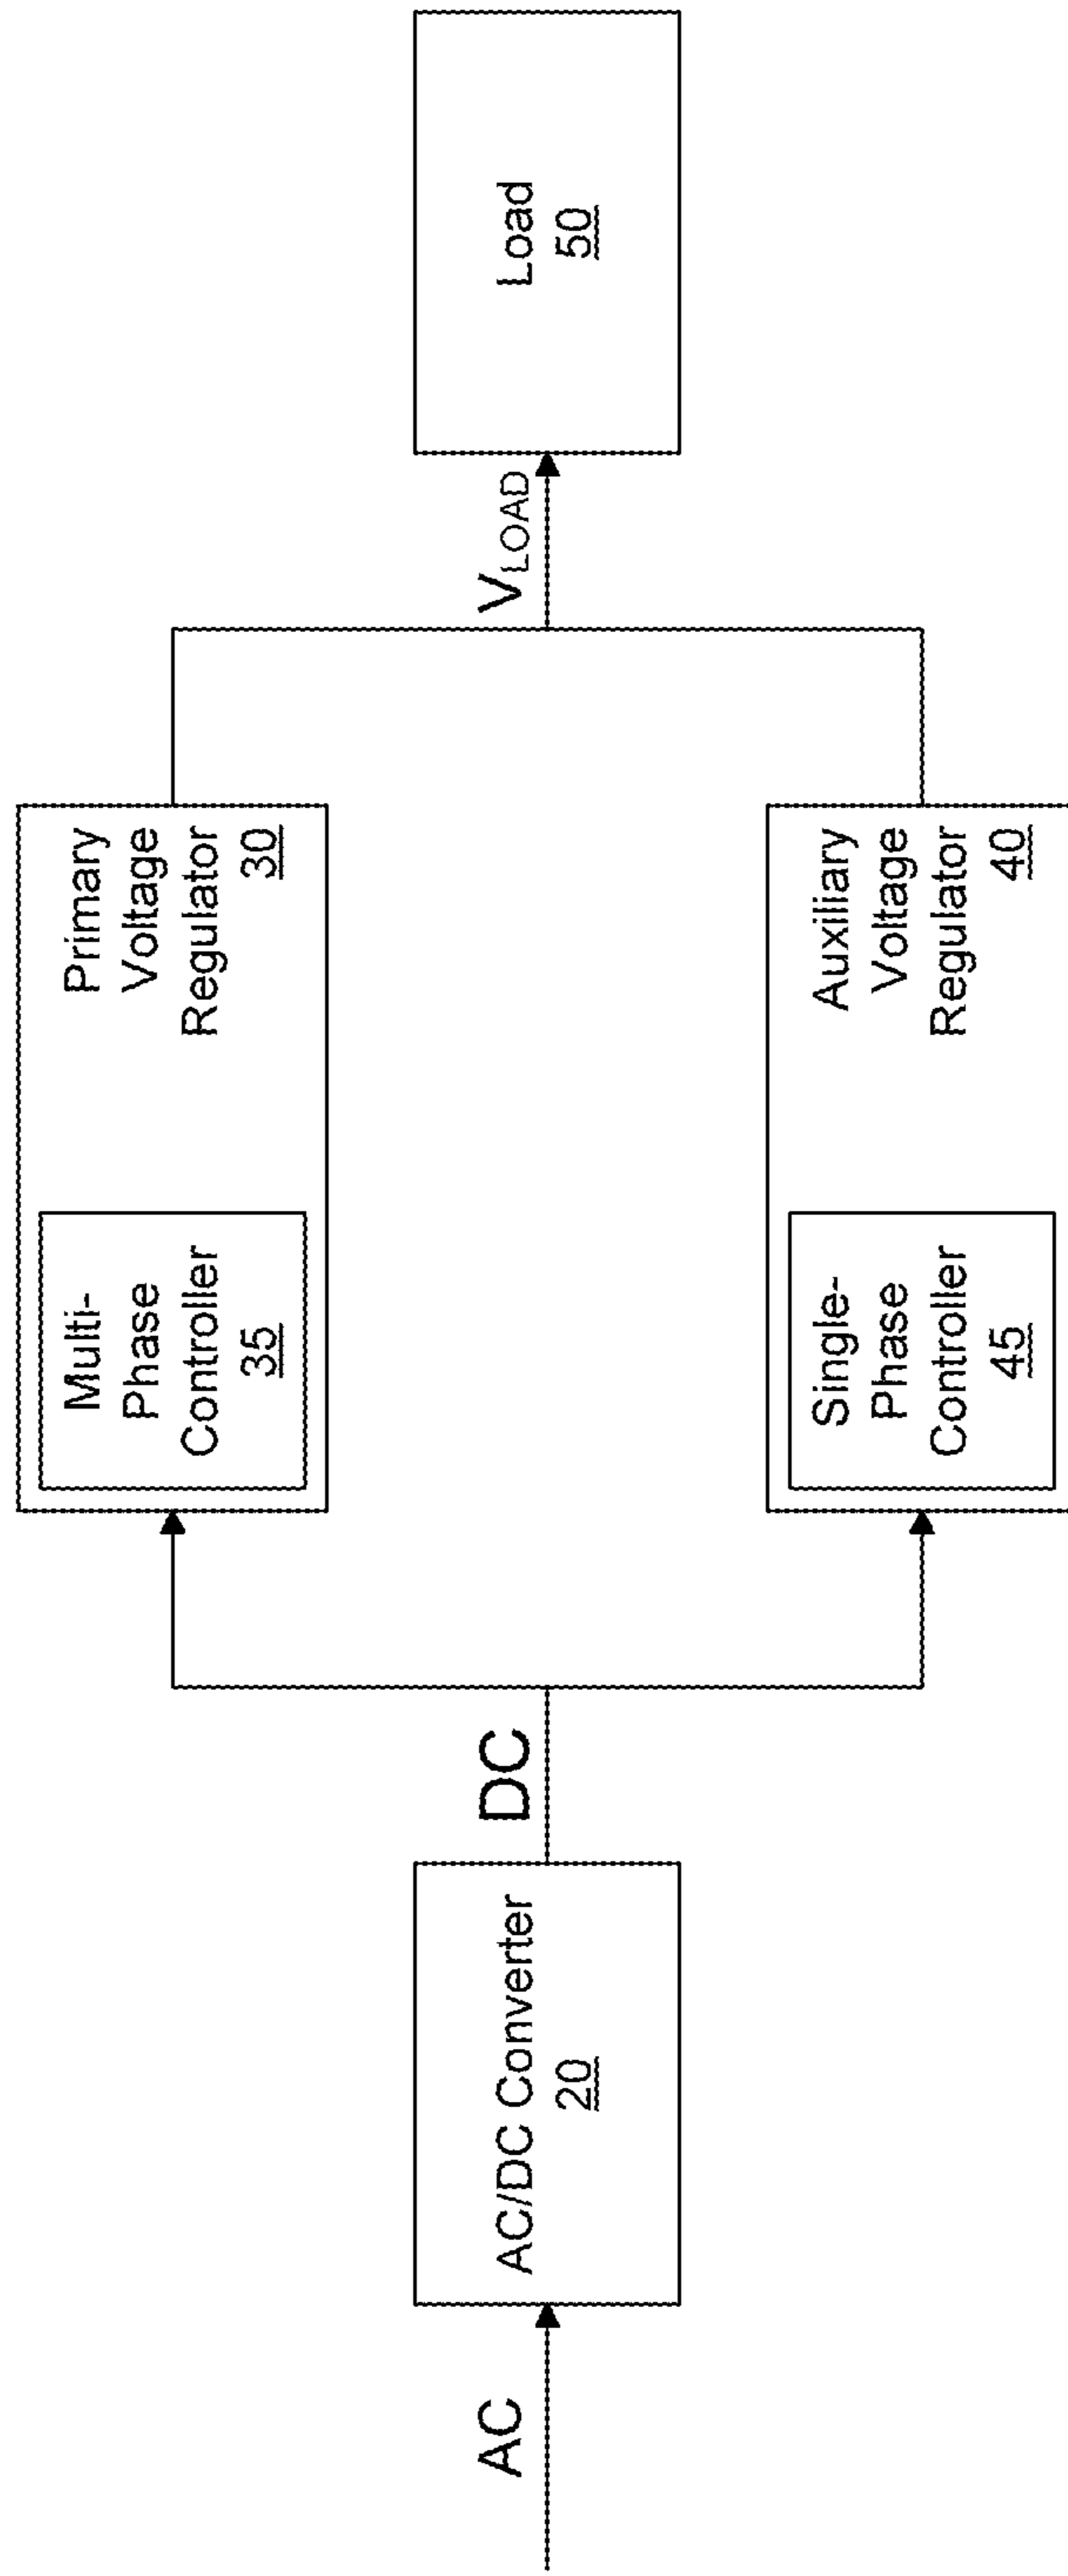 AC
AC/DC Converter
20
DC
Multi-
Phase
Controller
35
Primary
Voltage
Regulator
30
Single-
Phase
Controller
45
Auxiliary
Voltage
Regulator
40
VLOAD
Load
50